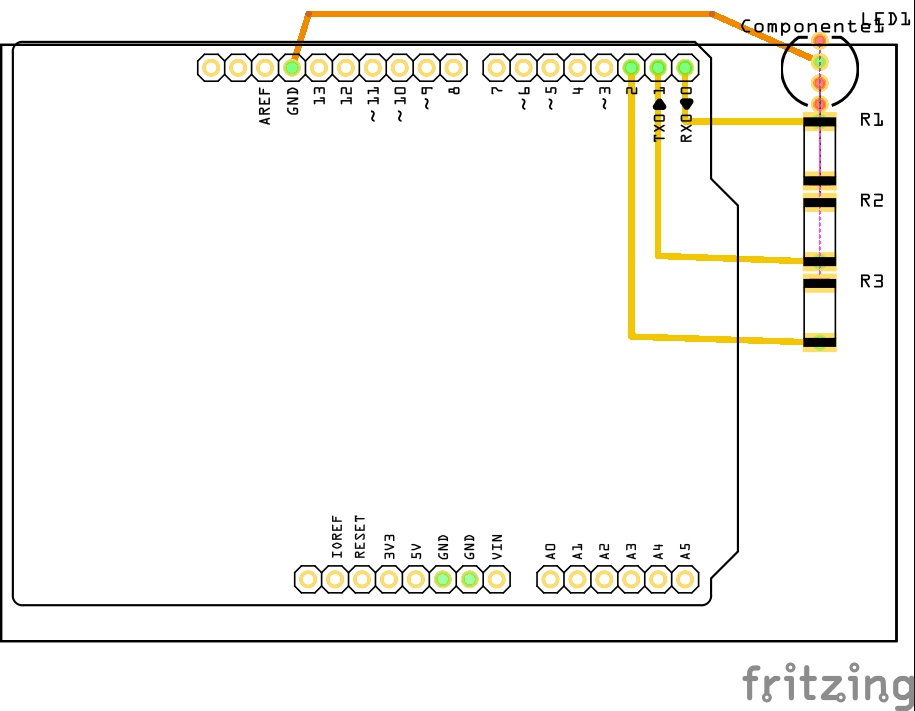 LED1
Componente1
AREF
GND
13
12
~11
~10
~9
8
7
~6
~5
4
~3
2
TX0 1
RX0 0
R1
R2
R3
IOREF
RESET
3V3
5V
GND
GND
VIN
A0
A1
A2
A3
A4
A5
fritzing